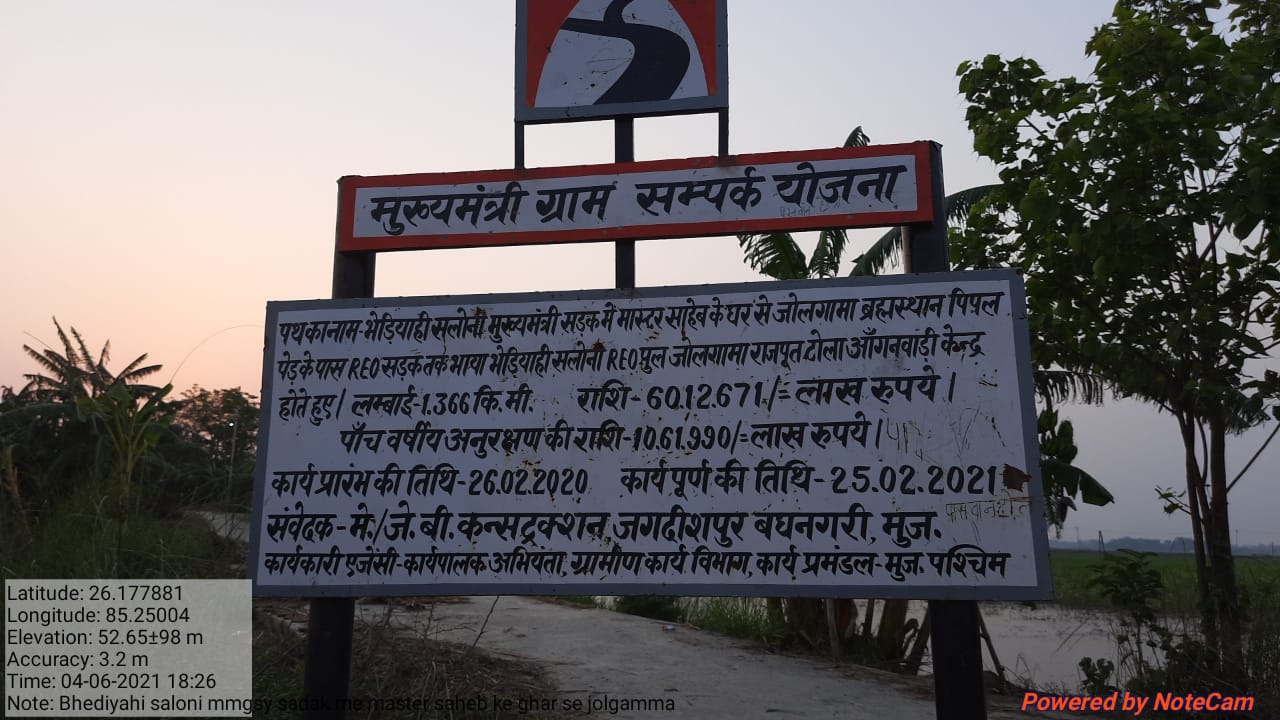 मुख्यमंत्री ग्राम सम्पर्क योजना
पथ का नाम-भेड़ियाही सलोनी मुख्यमंत्री सड़क में मास्टर साहेब के घर से जोलगामा ब्रह्मस्थान पिपल
पेड़ के पास REO सड़क तक भाया भेड़ियाही सलोनी REO पुल जोलगामा राजपूत टोला आँगनवाड़ी केन्द्र
होते हुए। लम्बाई-1.366 कि.मी. राशि-60.12.671/= लाख रुपये।
पाँच वर्षीय अनुरक्षण की राशि-10.61.990/= लाख रुपये।
कार्य प्रारंभ की तिथि-26.02.2020 कार्य पूर्ण की तिथि-25.02.2021
संवेदक-मे./जे.बी.कन्सट्रक्शन, जगदीशपुर बघनगरी, मुज.
कार्यकारी एजेंसी-कार्यपालक अभियंता, ग्रामीण कार्य विभाग, कार्य प्रमंडल-मुज. पश्चिम
Latitude: 26.177881
Longitude: 85.25004
Elevation: 52.65±98 m
Accuracy: 3.2 m
Time: 04-06-2021 18:26
Note: Bhediyahi saloni mmgsy sadak me master saheb ke ghar se jolgamma
Powered by NoteCam